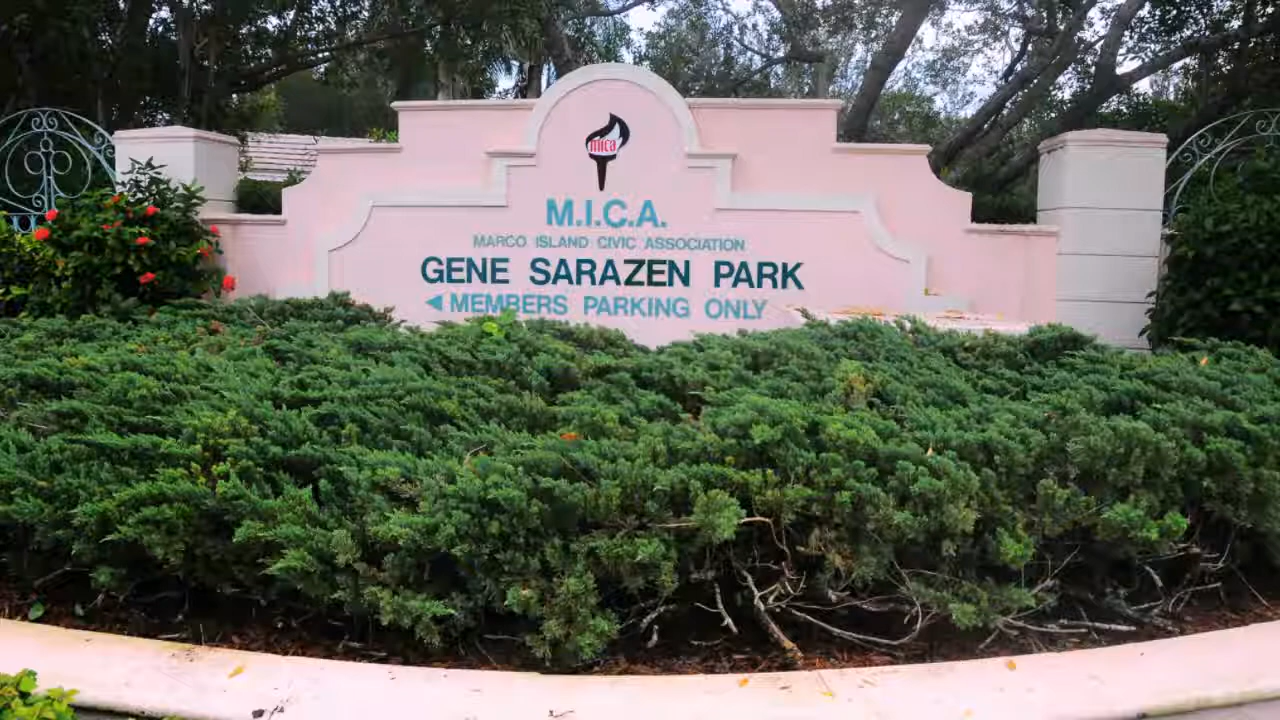 mica
M.I.C.A.
MARCO ISLAND CIVIC ASSOCIATION
GENE SARAZEN PARK
MEMBERS PARKING ONLY